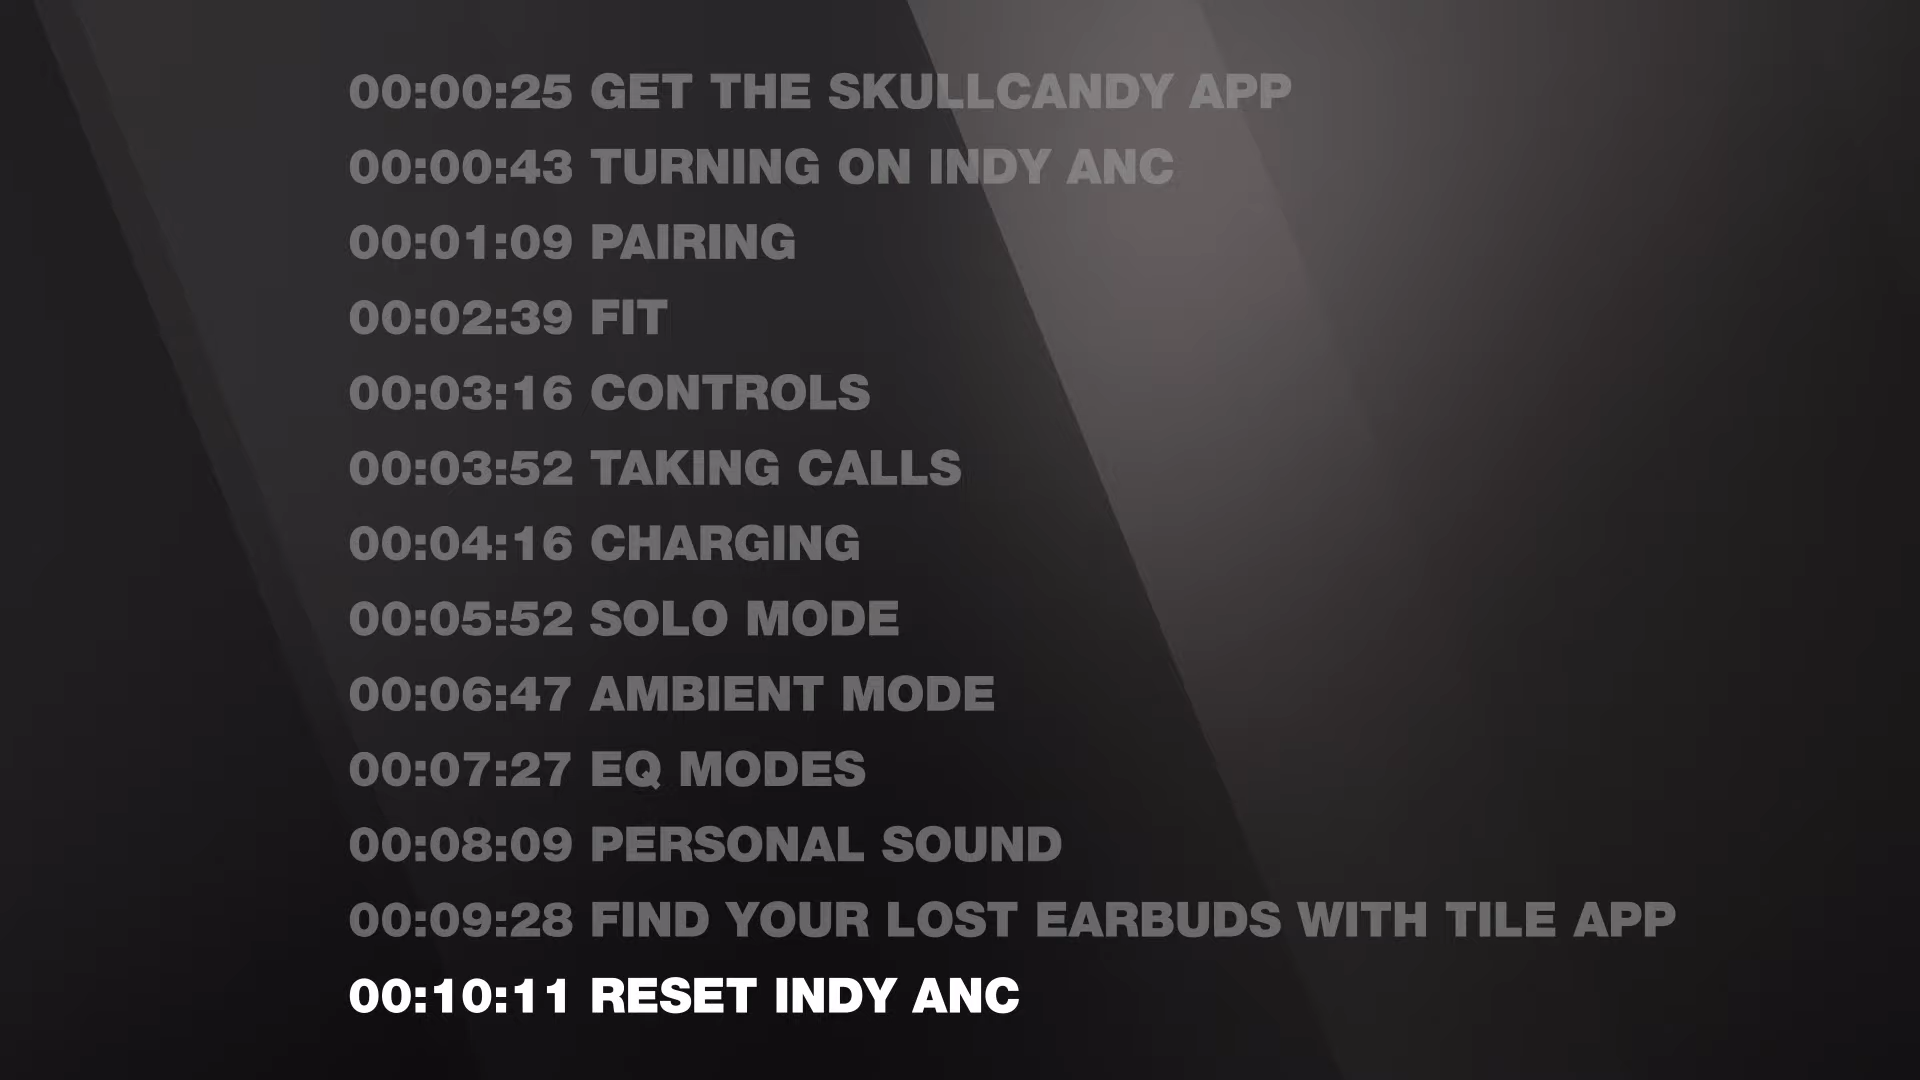 00:00:25 GET THE SKULLCANDY APP
00:00:43 TURNING ON INDY ANC
00:01:09 PAIRING
00:02:39 FIT
00:03:16 CONTROLS
00:03:52 TAKING CALLS
00:04:16 CHARGING
00:05:52 SOLO MODE
00:06:47 AMBIENT MODE
00:07:27 EQ MODES
00:08:09 PERSONAL SOUND
00:09:28 FIND YOUR LOST EARBUDS WITH TILE APP
00:10:11 RESET INDY ANC